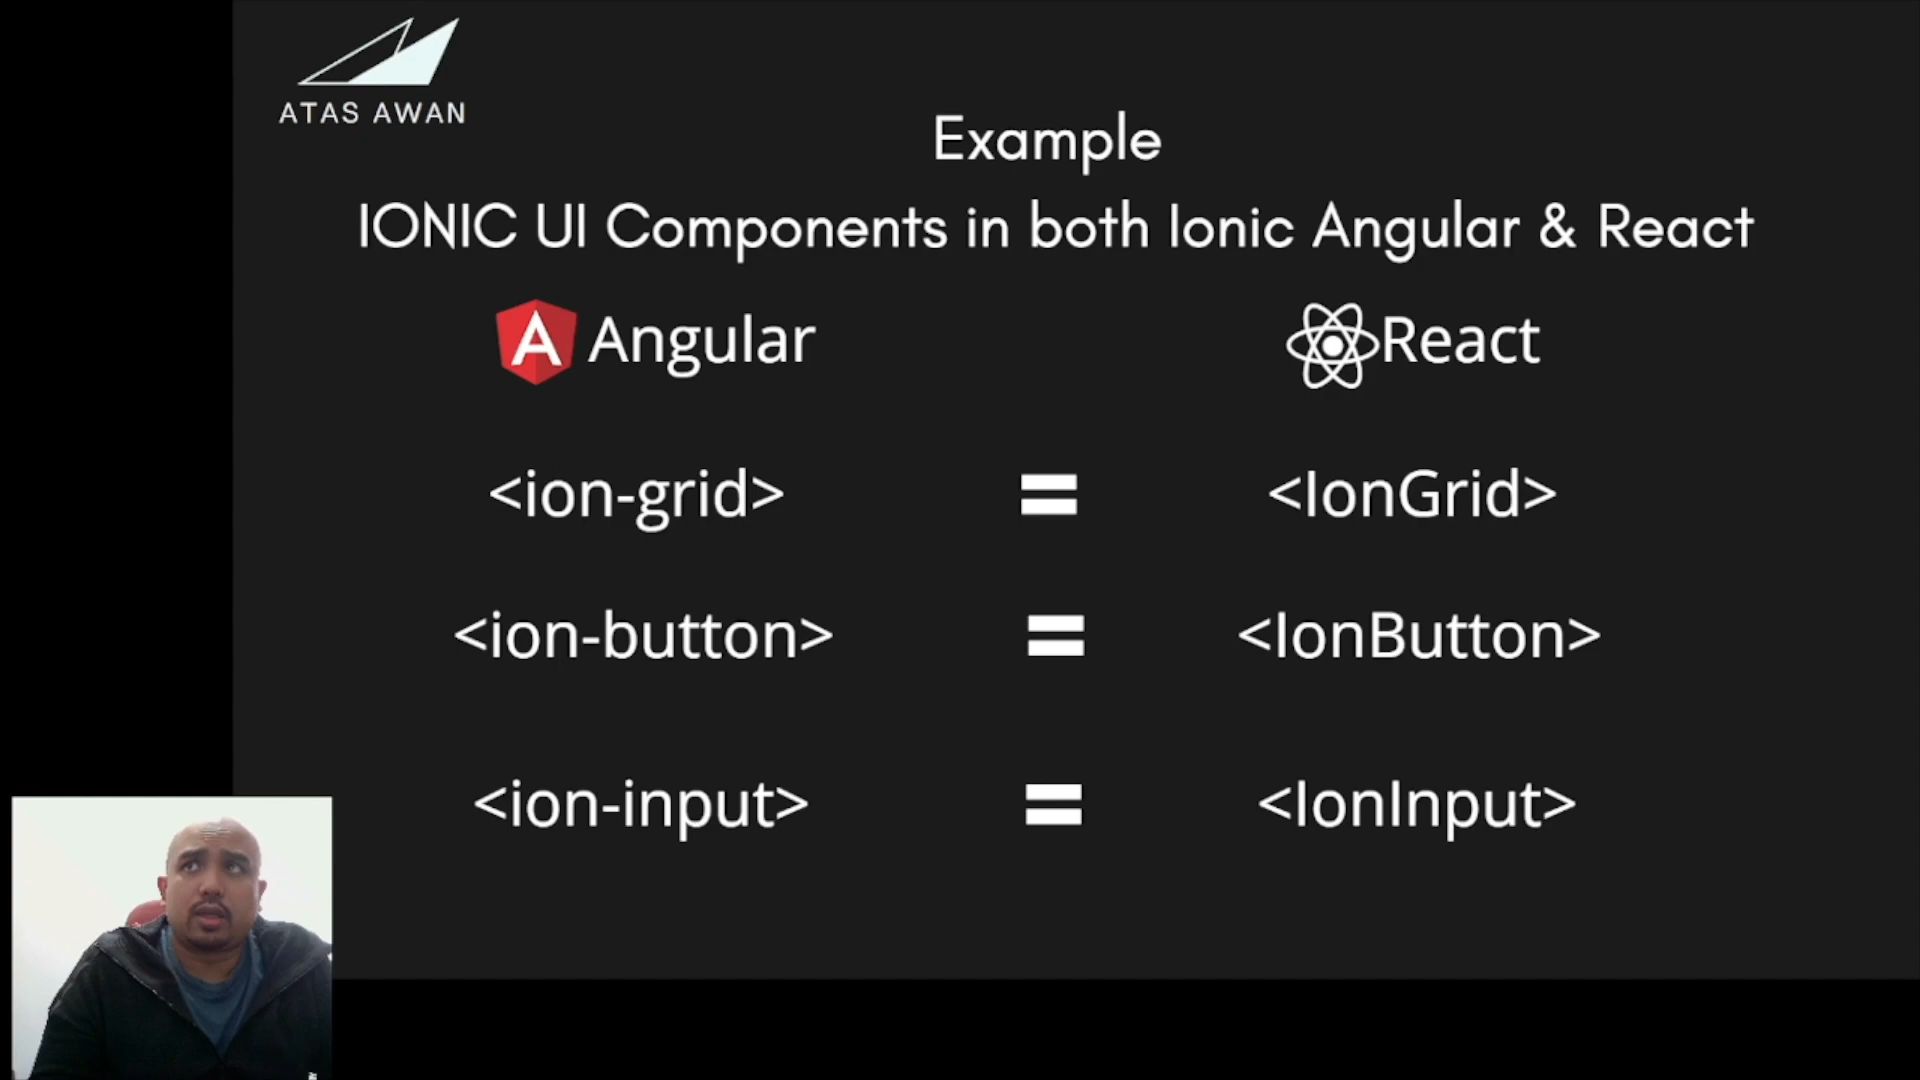 ATAS AWAN
Example
IONIC UI Components in both Ionic Angular & React
Angular
React
<ion-grid> = <IonGrid>
<ion-button> = <IonButton>
<ion-input> = <IonInput>